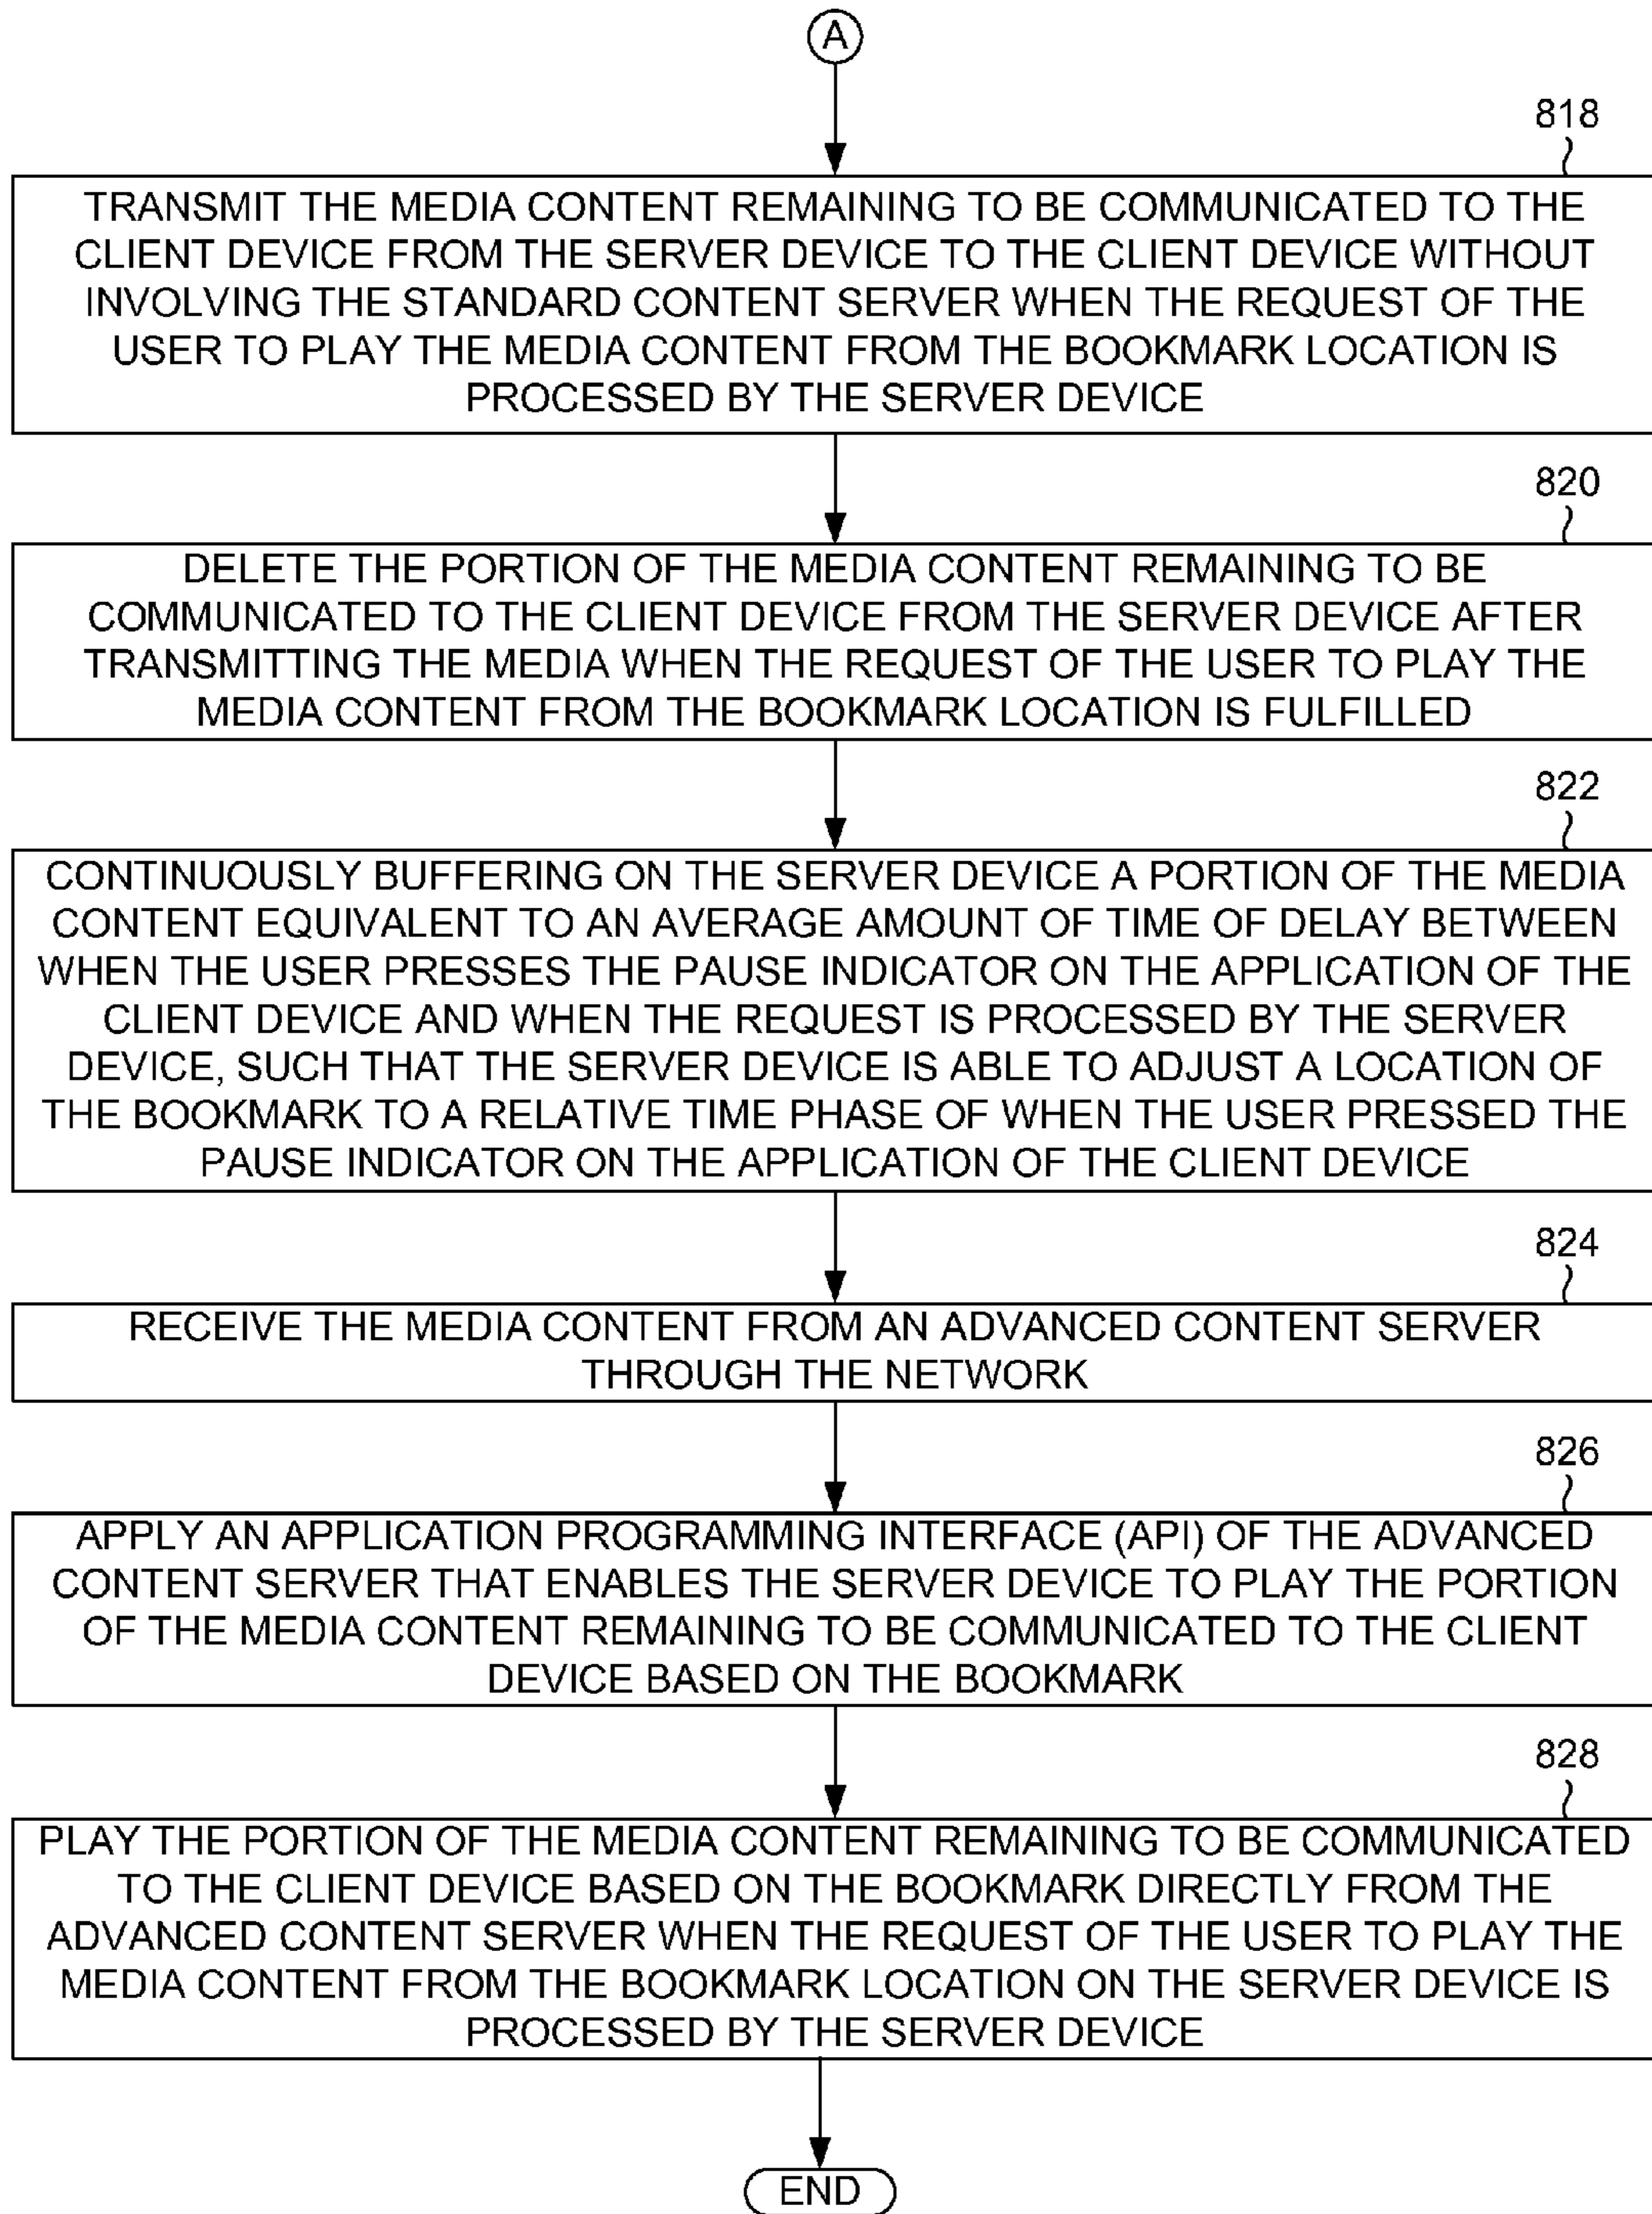 A
818
TRANSMIT THE MEDIA CONTENT REMAINING TO BE COMMUNICATED TO THE
CLIENT DEVICE FROM THE SERVER DEVICE TO THE CLIENT DEVICE WITHOUT
INVOLVING THE STANDARD CONTENT SERVER WHEN THE REQUEST OF THE
USER TO PLAY THE MEDIA CONTENT FROM THE BOOKMARK LOCATION IS
PROCESSED BY THE SERVER DEVICE
820
DELETE THE PORTION OF THE MEDIA CONTENT REMAINING TO BE
COMMUNICATED TO THE CLIENT DEVICE FROM THE SERVER DEVICE AFTER
TRANSMITTING THE MEDIA WHEN THE REQUEST OF THE USER TO PLAY THE
MEDIA CONTENT FROM THE BOOKMARK LOCATION IS FULFILLED
822
CONTINUOUSLY BUFFERING ON THE SERVER DEVICE A PORTION OF THE MEDIA
CONTENT EQUIVALENT TO AN AVERAGE AMOUNT OF TIME OF DELAY BETWEEN
WHEN THE USER PRESSES THE PAUSE INDICATOR ON THE APPLICATION OF THE
CLIENT DEVICE AND WHEN THE REQUEST IS PROCESSED BY THE SERVER
DEVICE, SUCH THAT THE SERVER DEVICE IS ABLE TO ADJUST A LOCATION OF
THE BOOKMARK TO A RELATIVE TIME PHASE OF WHEN THE USER PRESSED THE
PAUSE INDICATOR ON THE APPLICATION OF THE CLIENT DEVICE
824
RECEIVE THE MEDIA CONTENT FROM AN ADVANCED CONTENT SERVER
THROUGH THE NETWORK
826
APPLY AN APPLICATION PROGRAMMING INTERFACE (API) OF THE ADVANCED
CONTENT SERVER THAT ENABLES THE SERVER DEVICE TO PLAY THE PORTION
OF THE MEDIA CONTENT REMAINING TO BE COMMUNICATED TO THE CLIENT
DEVICE BASED ON THE BOOKMARK
828
PLAY THE PORTION OF THE MEDIA CONTENT REMAINING TO BE COMMUNICATED
TO THE CLIENT DEVICE BASED ON THE BOOKMARK DIRECTLY FROM THE
ADVANCED CONTENT SERVER WHEN THE REQUEST OF THE USER TO PLAY THE
MEDIA CONTENT FROM THE BOOKMARK LOCATION ON THE SERVER DEVICE IS
PROCESSED BY THE SERVER DEVICE
END